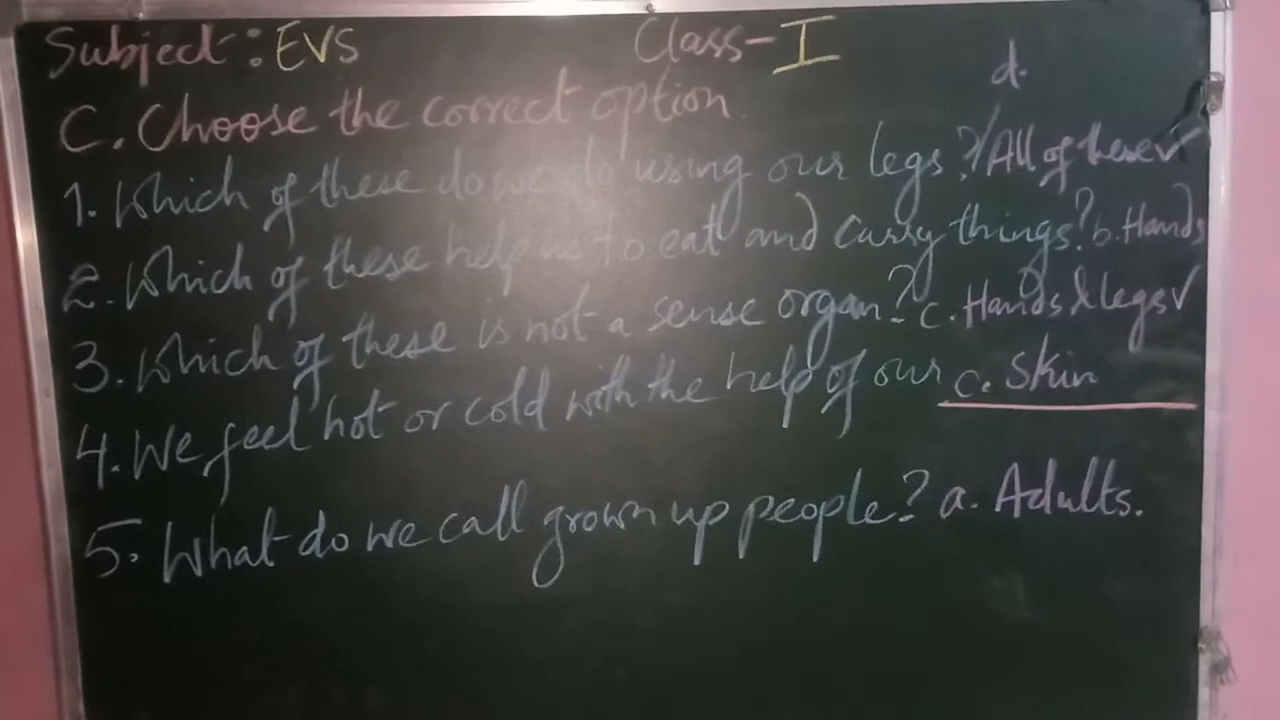 Subject: EVS Class-I
C. Choose the correct option.
d.
1. Which of these do we do using our legs? All of these ✓
2. Which of these help us to eat and carry things? b. Hands
3. Which of these is not a sense organ? c. Hands & legs ✓
4. We feel hot or cold with the help of our c. Skin
5. What do we call grown up people? a. Adults.